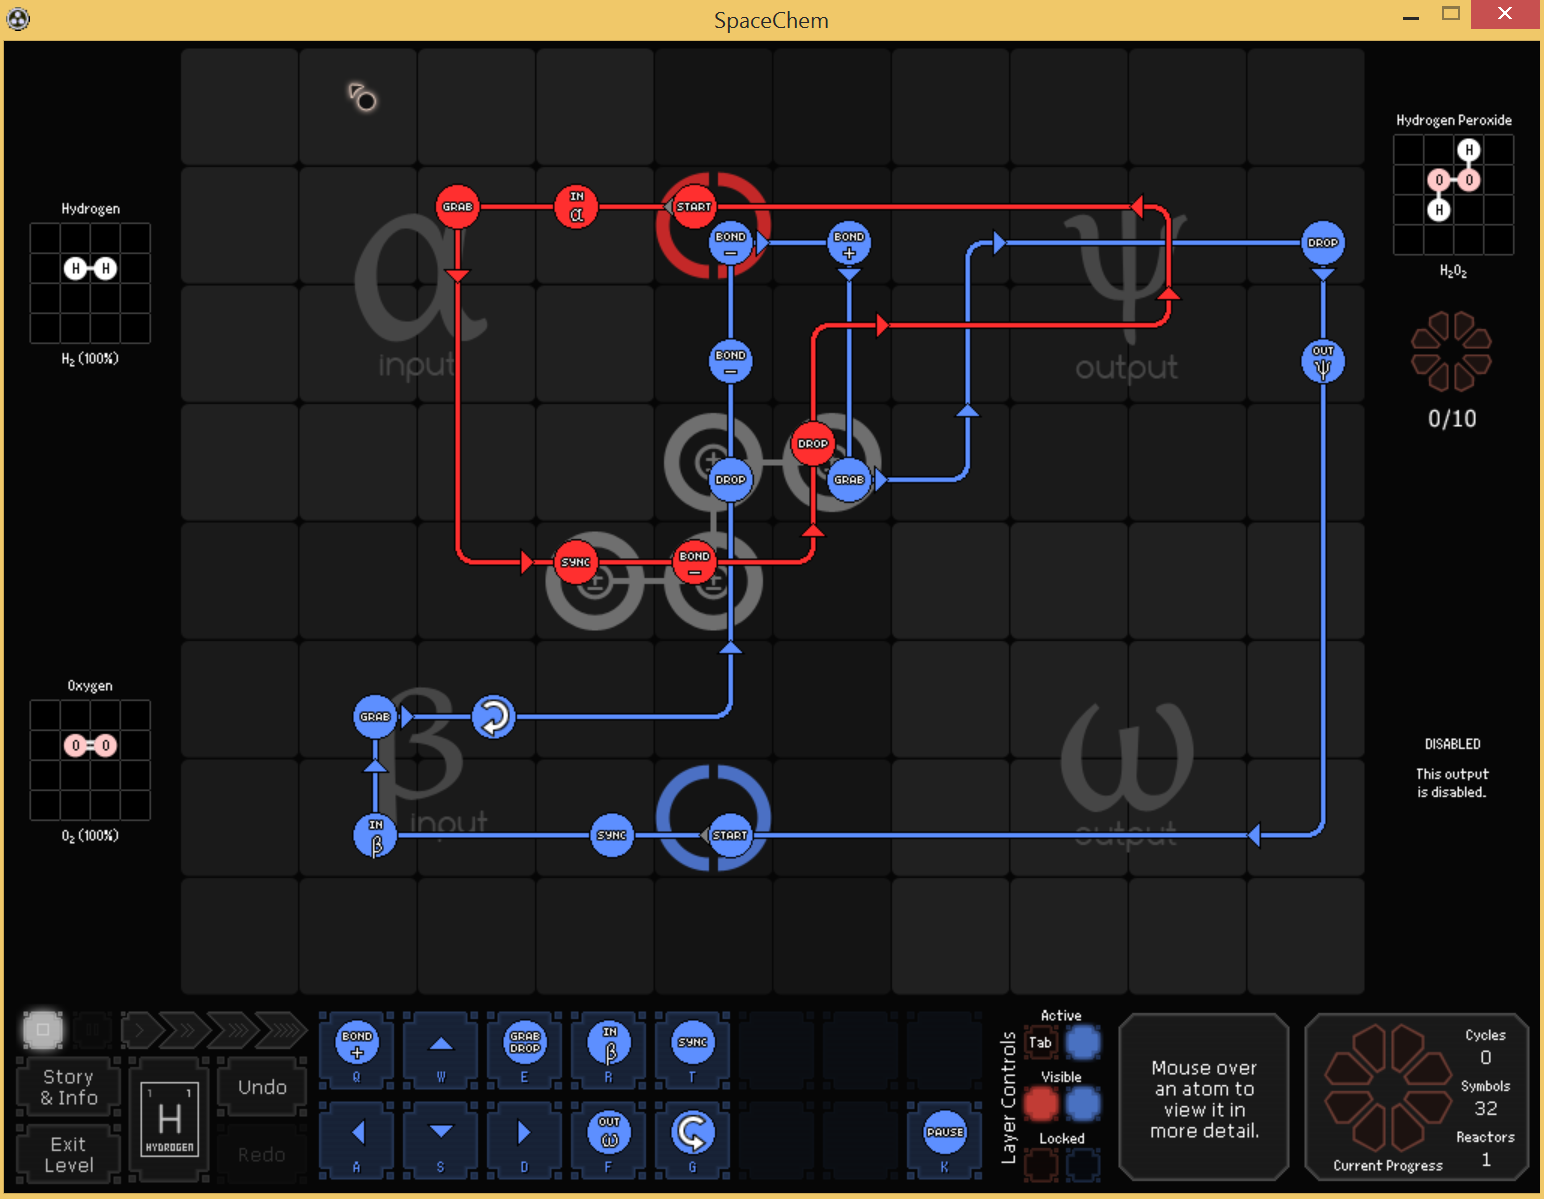 SpaceChem
Hydrogen
H H
H₂ (100%)
Oxygen
O O
O₂ (100%)
α
input
ψ
output
β
input
ω
output
GRAB
IN α
START
BOND −
BOND +
DROP
BOND −
OUT ψ
DROP
DROP
GRAB
SYNC
BOND −
GRAB
IN β
SYNC
START
Hydrogen Peroxide
H
O O
H
H₂O₂
0/10
DISABLED
This output
is disabled.
Story
& Info
Exit
Level
1 1
H
HYDROGEN
Undo
Redo
BOND + Q
W
GRAB DROP E
IN β R
SYNC T
A
S
D
OUT ω F
G
PAUSE K
Layer Controls
Active
Tab
Visible
Locked
Mouse over
an atom to
view it in
more detail.
Cycles
0
Symbols
32
Reactors
1
Current Progress